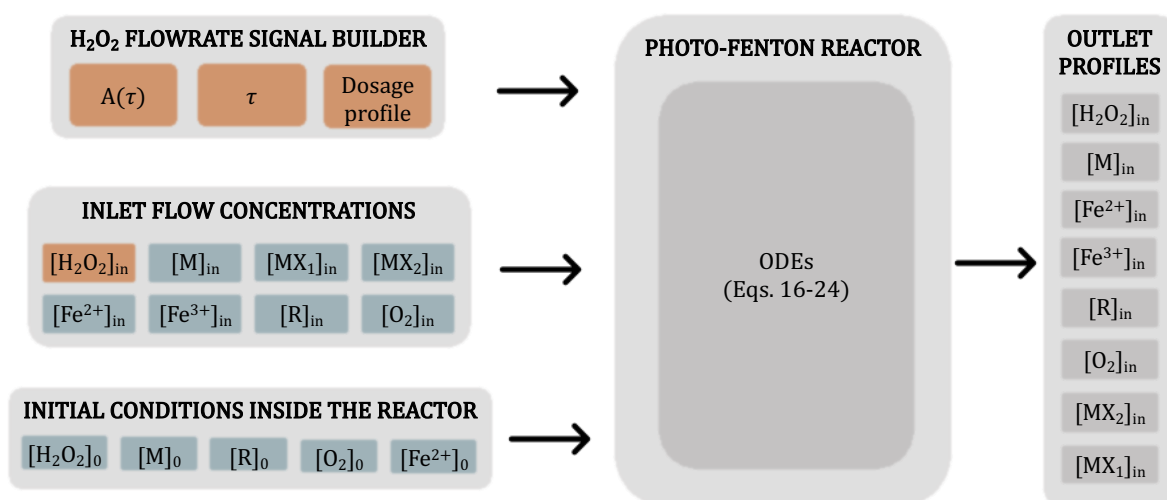 H₂O₂ FLOWRATE SIGNAL BUILDER
A(τ)
τ
Dosage
profile
INLET FLOW CONCENTRATIONS
[H₂O₂]in
[M]in
[MX₁]in
[MX₂]in
[Fe²⁺]in
[Fe³⁺]in
[R]in
[O₂]in
INITIAL CONDITIONS INSIDE THE REACTOR
[H₂O₂]₀
[M]₀
[R]₀
[O₂]₀
[Fe²⁺]₀
PHOTO-FENTON REACTOR
ODEs
(Eqs. 16-24)
OUTLET
PROFILES
[H₂O₂]in
[M]in
[Fe²⁺]in
[Fe³⁺]in
[R]in
[O₂]in
[MX₂]in
[MX₁]in